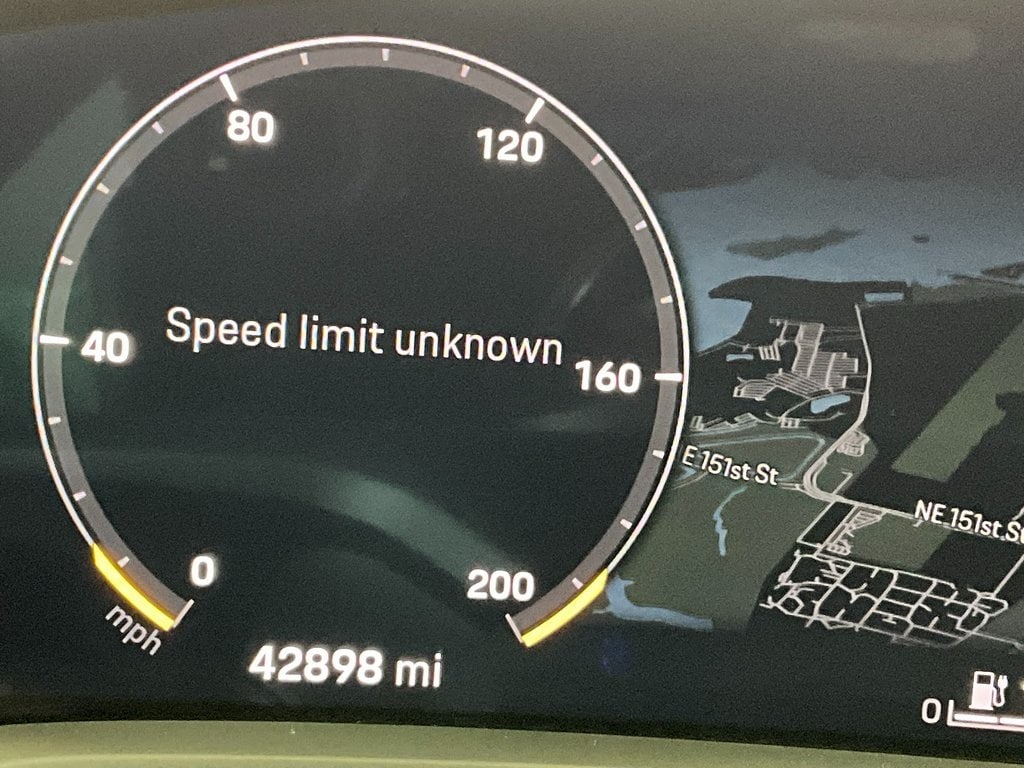 80
120
Speed limit unknown
40
160
E 151st St
NE 151st St
0
200
mph
42898 mi
0